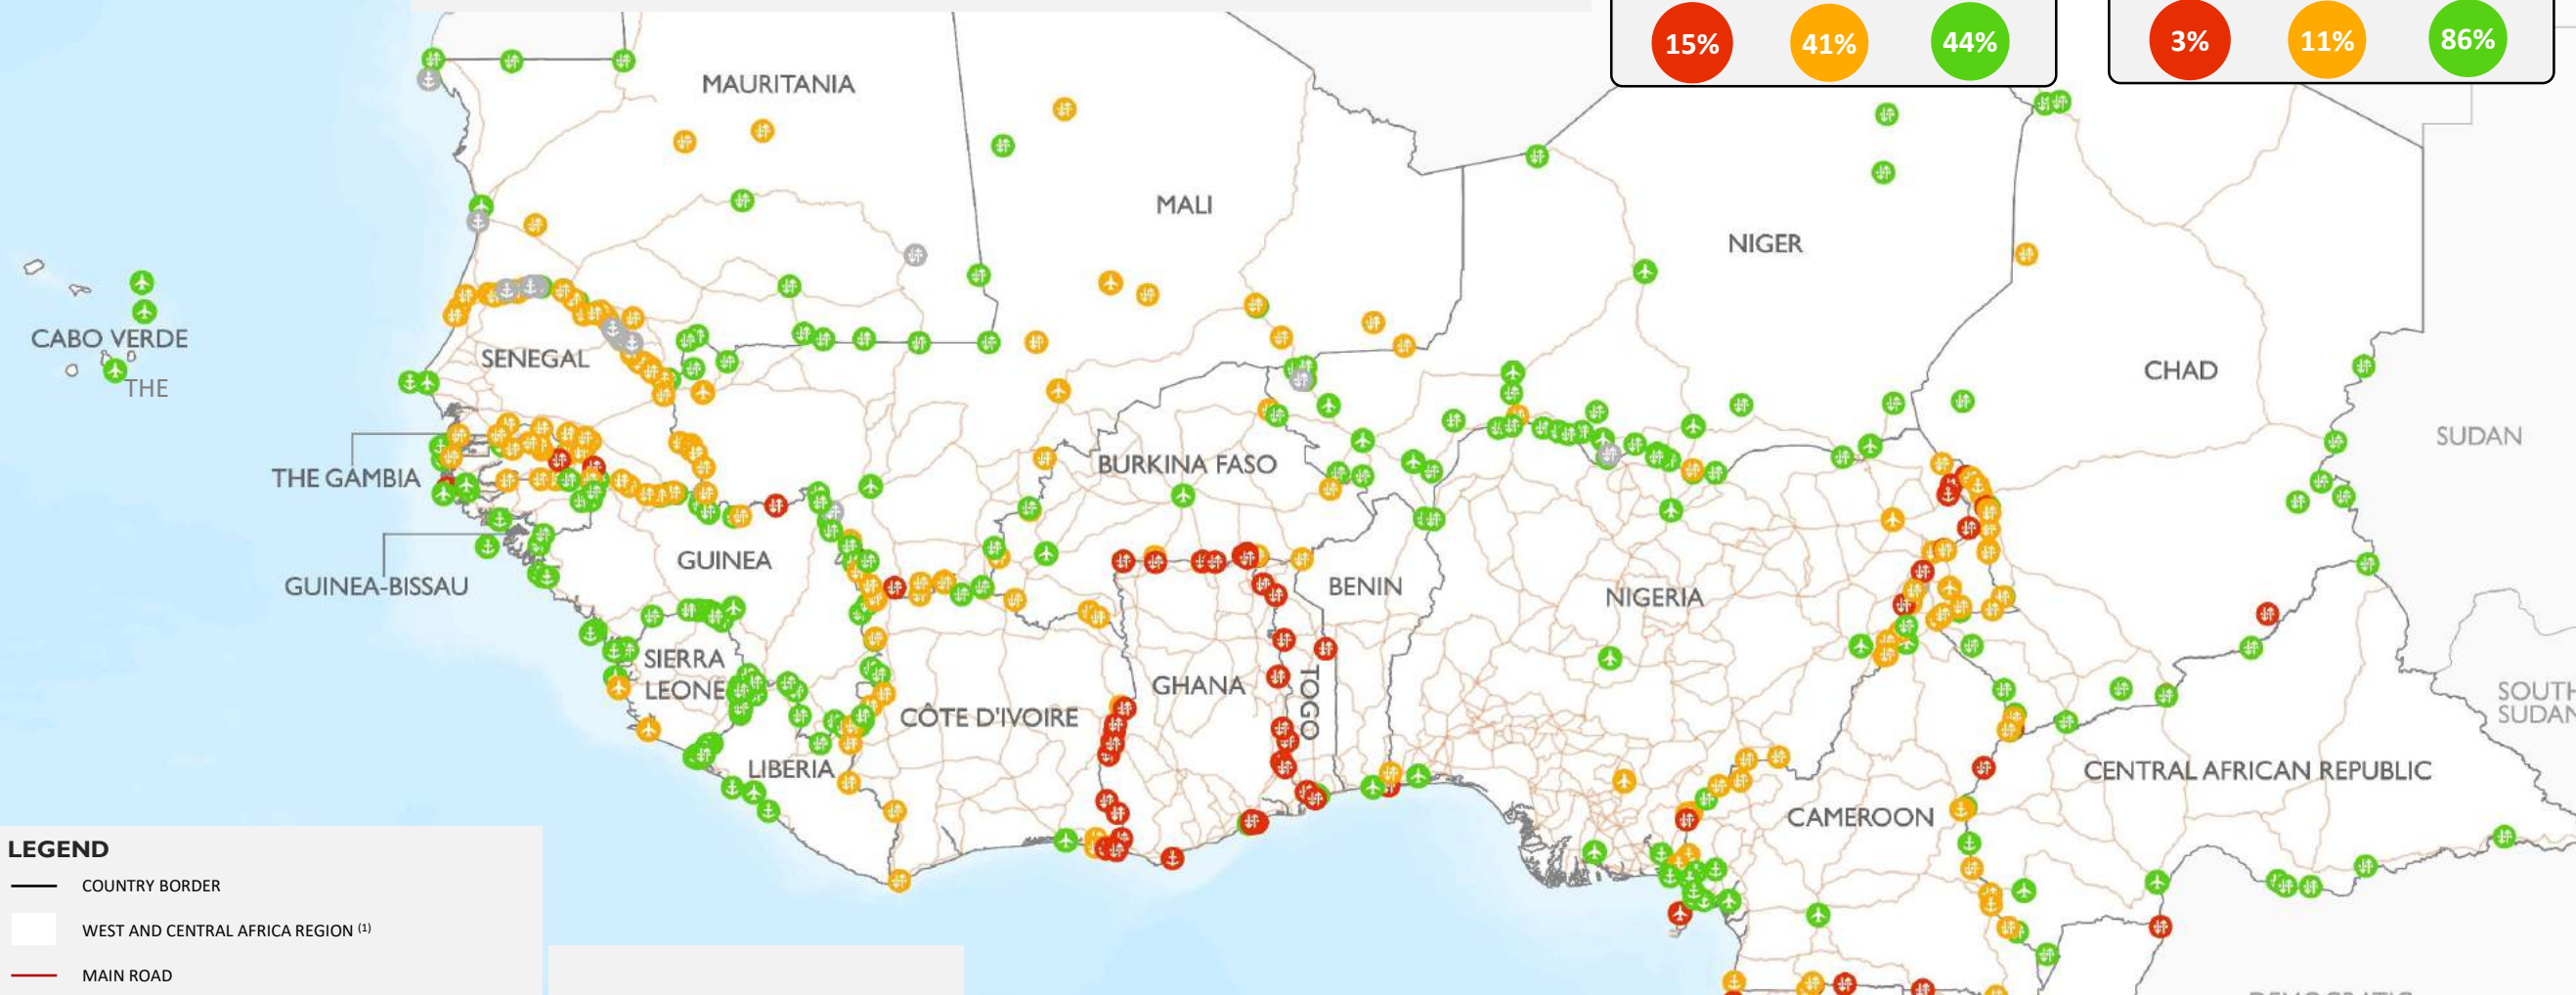 15% 41% 44% 3% 11% 86%
MAURITANIA
MALI
NIGER
CABO VERDE
THE
SENEGAL
CHAD
SUDAN
BURKINA FASO
THE GAMBIA
GUINEA
GUINEA-BISSAU
BENIN
NIGERIA
SIERRA
LEONE
GHANA
TOGO
SOUTH
SUDAN
CÔTE D'IVOIRE
LIBERIA
CENTRAL AFRICAN REPUBLIC
CAMEROON
LEGEND
COUNTRY BORDER
WEST AND CENTRAL AFRICA REGION (1)
MAIN ROAD